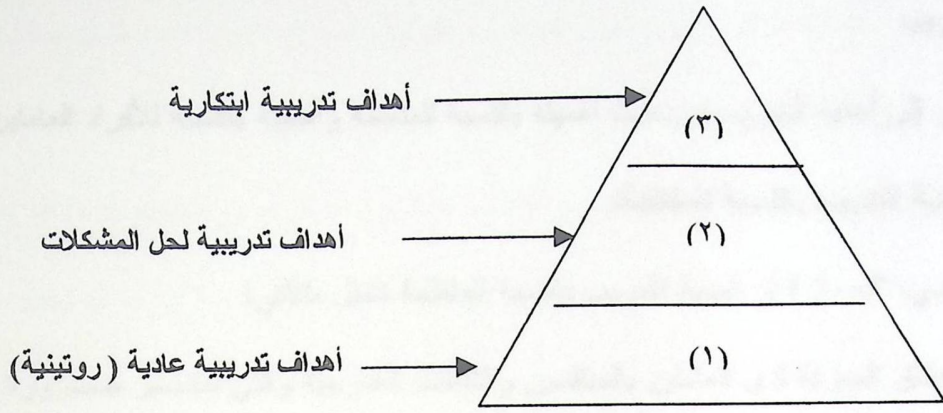 أهداف تدريبية ابتكارية
(٣)
أهداف تدريبية لحل المشكلات
(٢)
أهداف تدريبية عادية (روتينية)
(١)